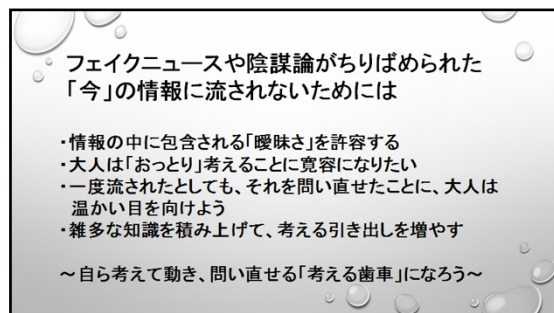 フェイクニュースや陰謀論がちりばめられた
「今」の情報に流されないためには
・情報の中に包含される「曖昧さ」を許容する
・大人は「おっとり」考えることに寛容になりたい
・一度流されたとしても、それを問い直せたことに、大人は
温かい目を向けよう
・雑多な知識を積み上げて、考える引き出しを増やす
～自ら考えて動き、問い直せる「考える歯車」になろう～